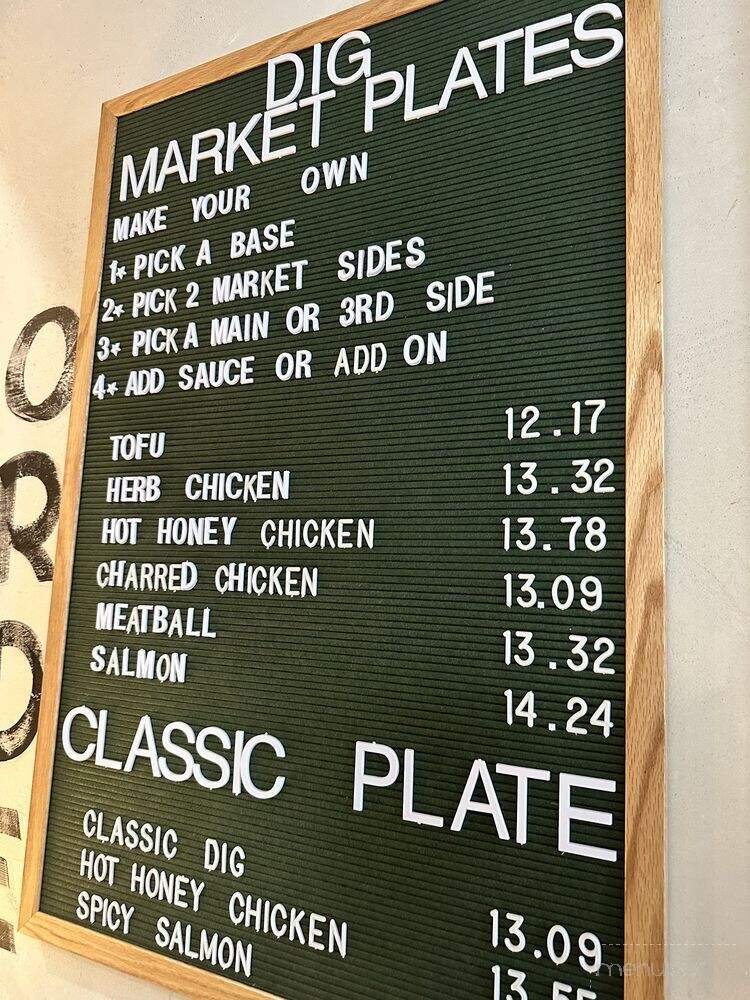 DIG
MARKET PLATES
MAKE YOUR OWN
1* PICK A BASE
2* PICK 2 MARKET SIDES
3* PICK A MAIN OR 3RD SIDE
4* ADD SAUCE OR ADD ON
TOFU 12.17
HERB CHICKEN 13.32
HOT HONEY CHICKEN 13.78
CHARRED CHICKEN 13.09
MEATBALL 13.32
SALMON 14.24
CLASSIC PLATE
CLASSIC DIG 13.09
HOT HONEY CHICKEN
SPICY SALMON
O
R
D